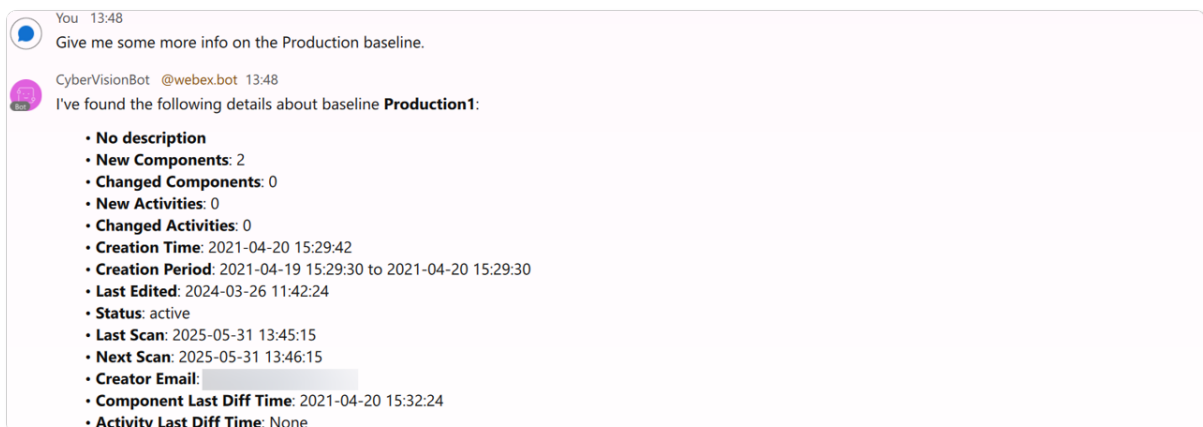 You 13:48
Give me some more info on the Production baseline.
CyberVisionBot @webex.bot 13:48
Bot
I've found the following details about baseline Production1:
• No description
• New Components: 2
• Changed Components: 0
• New Activities: 0
• Changed Activities: 0
• Creation Time: 2021-04-20 15:29:42
• Creation Period: 2021-04-19 15:29:30 to 2021-04-20 15:29:30
• Last Edited: 2024-03-26 11:42:24
• Status: active
• Last Scan: 2025-05-31 13:45:15
• Next Scan: 2025-05-31 13:46:15
• Creator Email:
• Component Last Diff Time: 2021-04-20 15:32:24
• Activity Last Diff Time: None